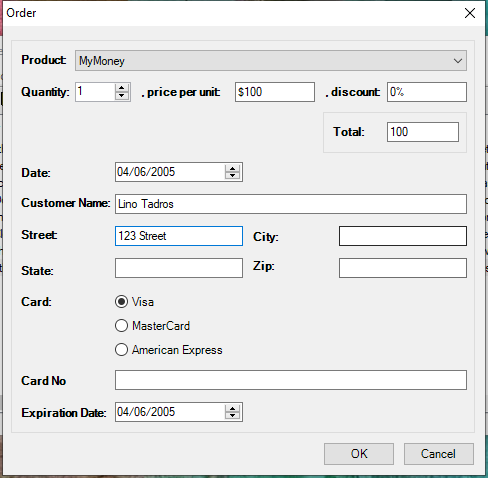 Order
Product: MyMoney
Quantity: 1 , price per unit: $100 , discount: 0%
Total: 100
Date: 04/06/2005
Customer Name: Lino Tadros
Street: 123 Street City:
State: Zip:
Card: Visa
MasterCard
American Express
Card No
Expiration Date: 04/06/2005
OK Cancel